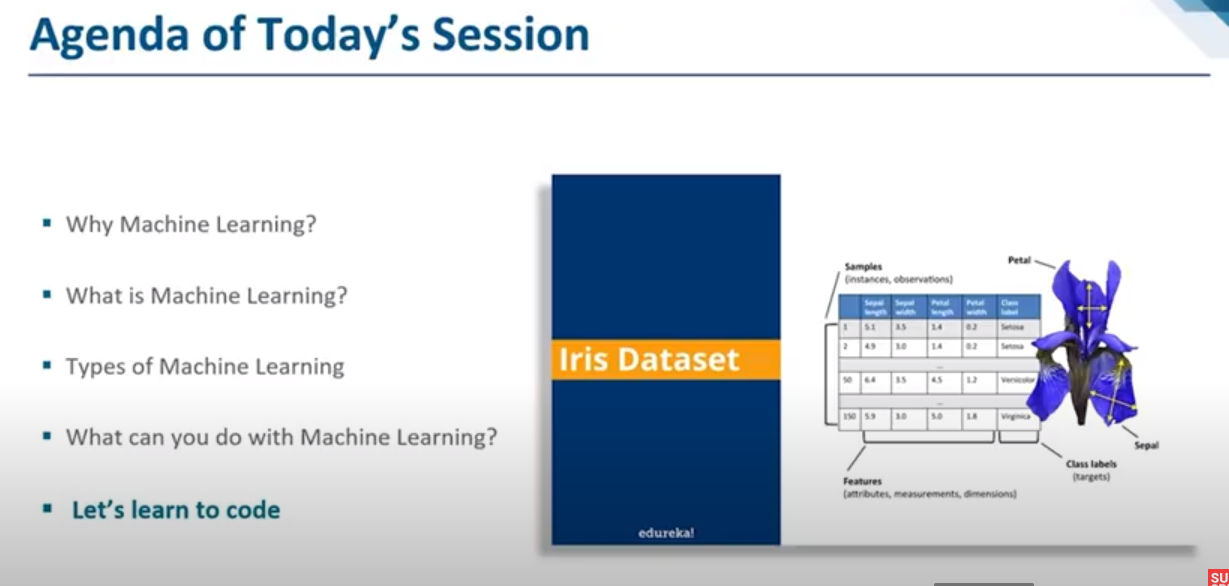 Agenda of Today's Session
Why Machine Learning?
What is Machine Learning?
Types of Machine Learning
What can you do with Machine Learning?
Let's learn to code
Iris Dataset
edureka!
Samples
(instances, observations)
Petal
Sepal length Sepal width Petal length Petal width Class label
1 5.1 3.5 1.4 0.2 Setosa
2 4.9 3.0 1.4 0.2 Setosa
...
50 6.4 3.5 4.5 1.2 Versicolor
...
150 5.9 3.0 5.0 1.8 Virginica
Sepal
Class labels
(targets)
Features
(attributes, measurements, dimensions)
SU